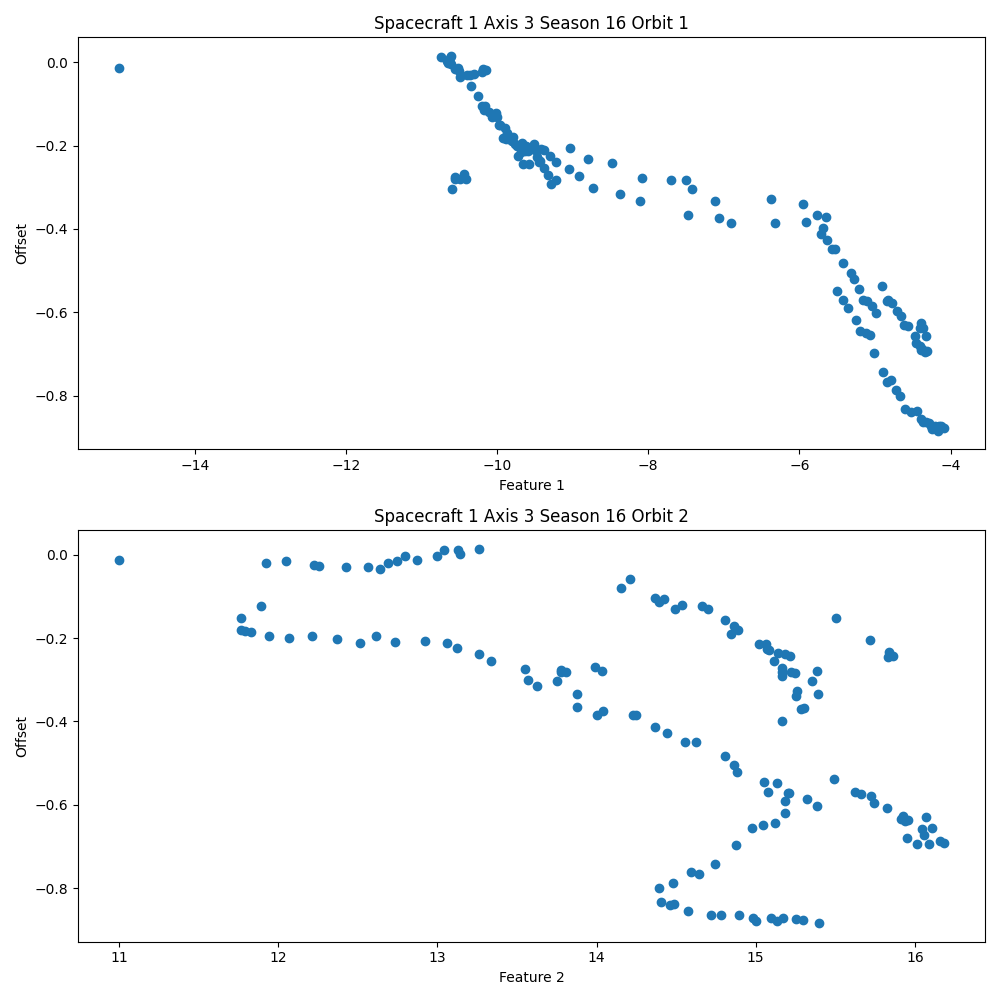 Spacecraft 1 Axis 3 Season 16 Orbit 1
0.0
−0.2
−0.4
−0.6
−0.8
Offset
−14 −12 −10 −8 −6 −4
Feature 1
Spacecraft 1 Axis 3 Season 16 Orbit 2
0.0
−0.2
−0.4
−0.6
−0.8
Offset
11 12 13 14 15 16
Feature 2